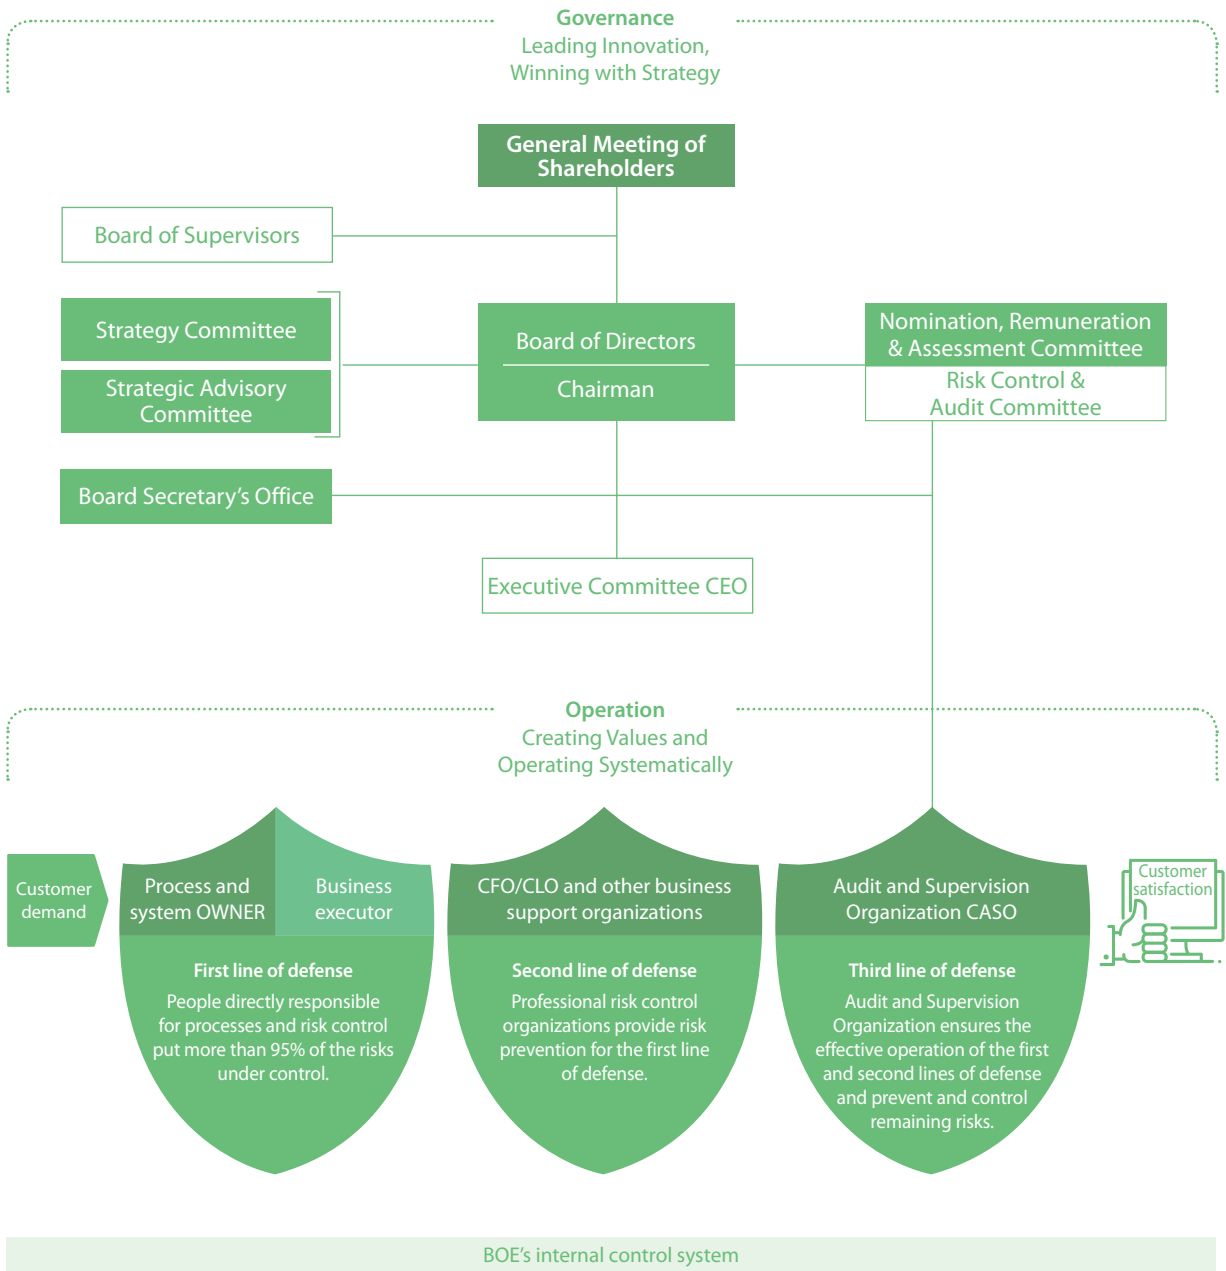 Governance
Leading Innovation,
Winning with Strategy
General Meeting of
Shareholders
Board of Supervisors
Strategy Committee
Strategic Advisory
Committee
Board of Directors
Chairman
Nomination, Remuneration
& Assessment Committee
Risk Control &
Audit Committee
Board Secretary’s Office
Executive Committee CEO
Operation
Creating Values and
Operating Systematically
Customer
demand
Process and
system OWNER
Business
executor
First line of defense
People directly responsible
for processes and risk control
put more than 95% of the risks
under control.
CFO/CLO and other business
support organizations
Second line of defense
Professional risk control
organizations provide risk
prevention for the first line
of defense.
Audit and Supervision
Organization CASO
Third line of defense
Audit and Supervision
Organization ensures the
effective operation of the first
and second lines of defense
and prevent and control
remaining risks.
Customer
satisfaction
BOE’s internal control system